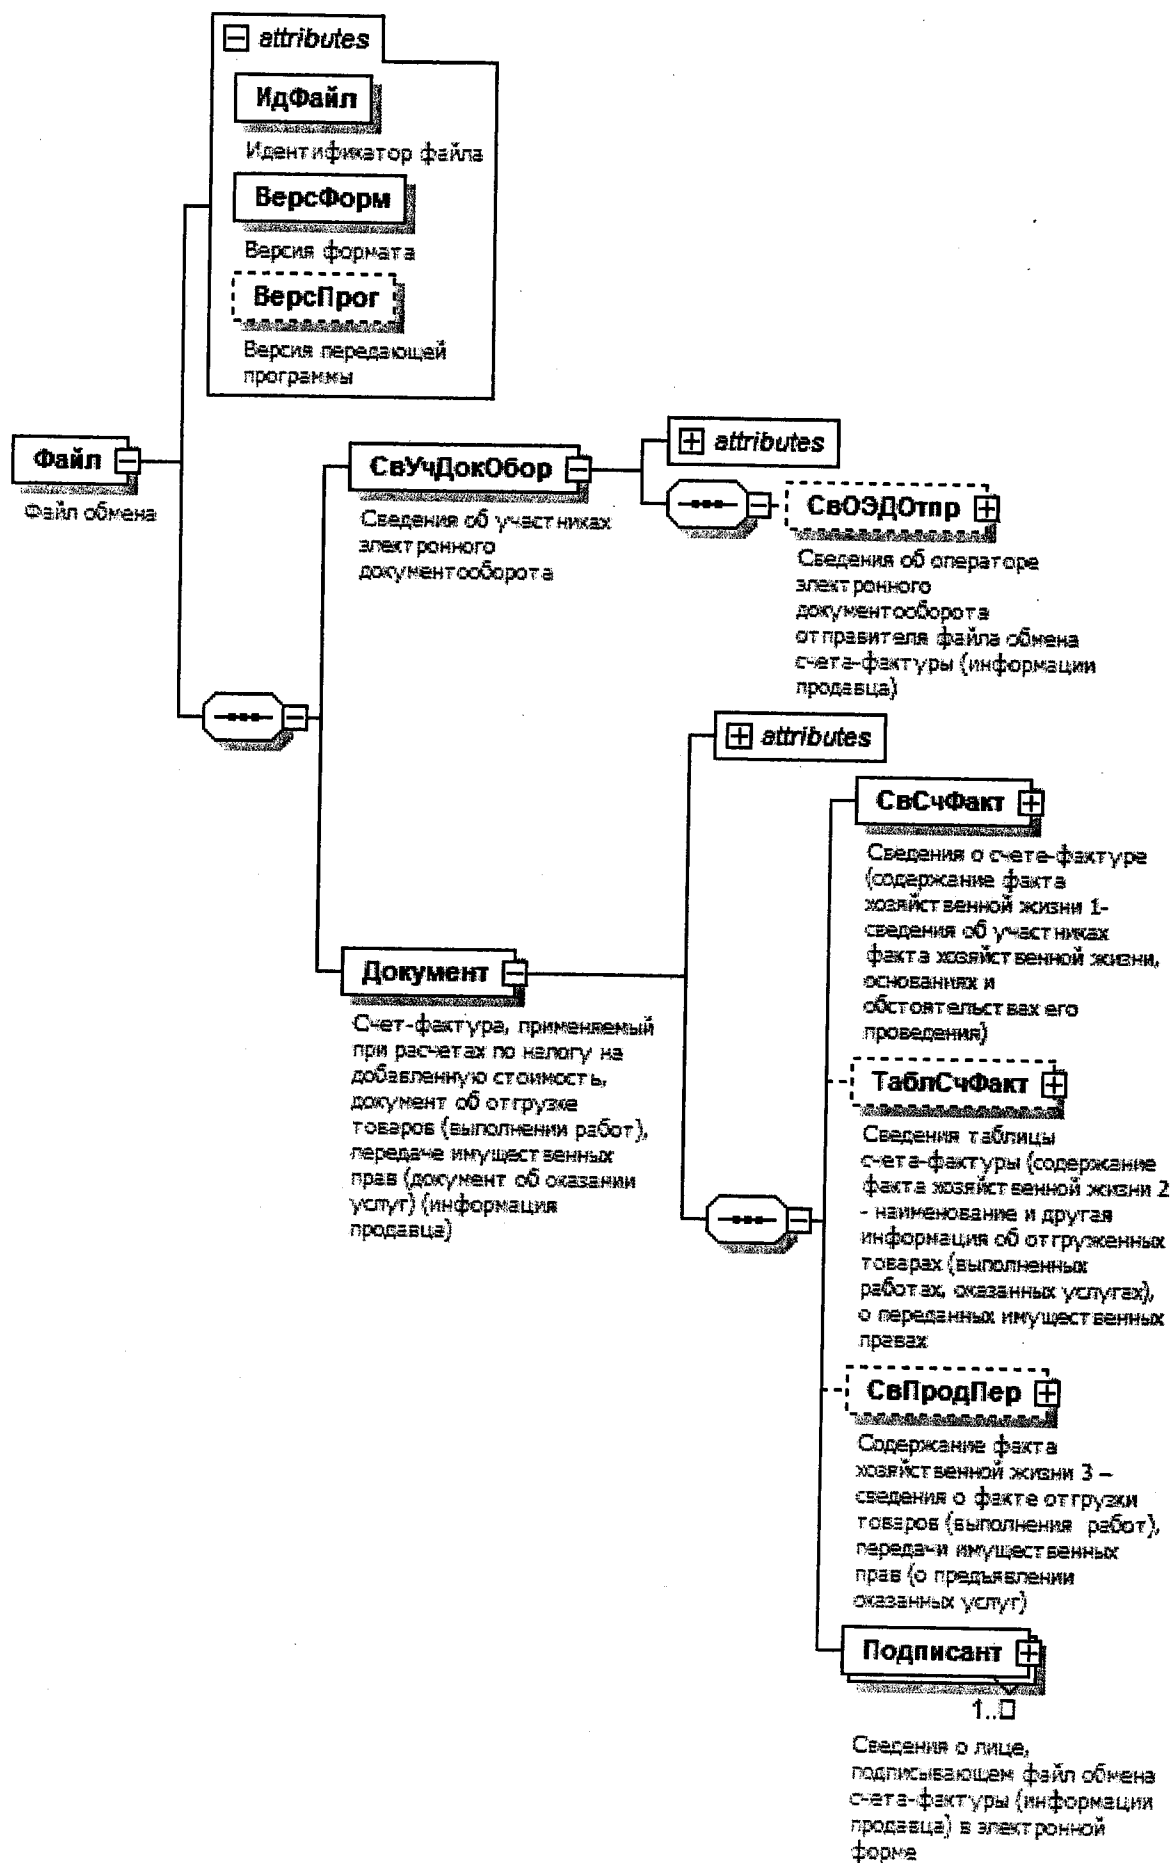 attributes
ИдФайл
Идентификатор файла
ВерсФорм
Версия формата
ВерсПрог
Версия передающей
программы
Файл
Файл обмена
СвУчДокОбор
Сведения об участниках
электронного
документооборота
attributes
СвОЭДОтпр
Сведения об операторе
электронного
документооборота
отправителя файла обмена
счета-фактуры (информации
продавца)
Документ
Счет-фактура, применяемый
при расчетах по налогу на
добавленную стоимость,
документ об отгрузке
товаров (выполнении работ),
передаче имущественных
прав (документ об оказании
услуг) (информация
продавца)
attributes
СвСчФакт
Сведения о счете-фактуре
(содержание факта
хозяйственной жизни 1-
сведения об участниках
факта хозяйственной жизни,
основаниях и
обстоятельствах его
проведения)
ТаблСчФакт
Сведения таблицы
счета-фактуры (содержание
факта хозяйственной жизни 2
- наименование и другая
информация об отгруженных
товарах (выполненных
работах, оказанных услугах),
о переданных имущественных
правах
СвПродПер
Содержание факта
хозяйственной жизни 3 –
сведения о факте отгрузки
товаров (выполнения работ),
передачи имущественных
прав (о предъявлении
оказанных услуг)
Подписант
1..□
Сведения о лице,
подписывающем файл обмена
счета-фактуры (информации
продавца) в электронной
форме